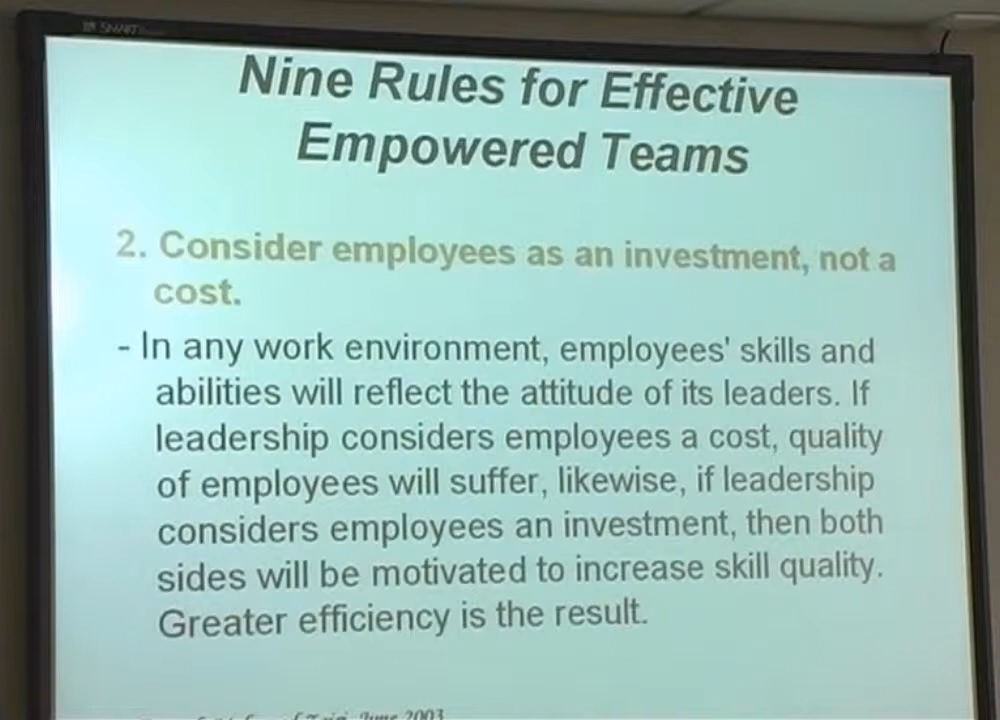 SMART
Nine Rules for Effective
Empowered Teams
2. Consider employees as an investment, not a
cost.
- In any work environment, employees' skills and
abilities will reflect the attitude of its leaders. If
leadership considers employees a cost, quality
of employees will suffer, likewise, if leadership
considers employees an investment, then both
sides will be motivated to increase skill quality.
Greater efficiency is the result.
June 2003